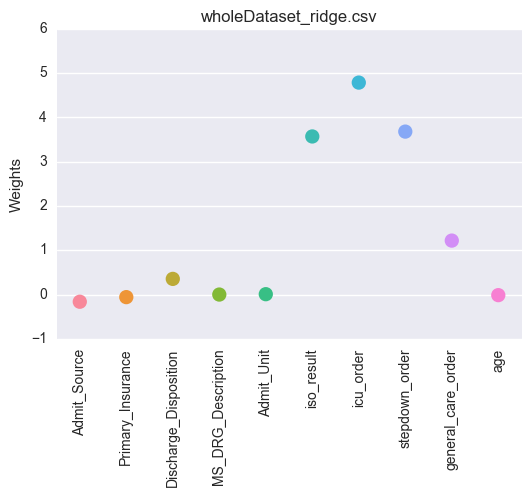 wholeDataset_ridge.csv
6
5
4
3
2
1
0
−1
Weights
Admit_Source
Primary_Insurance
Discharge_Disposition
MS_DRG_Description
Admit_Unit
iso_result
icu_order
stepdown_order
general_care_order
age